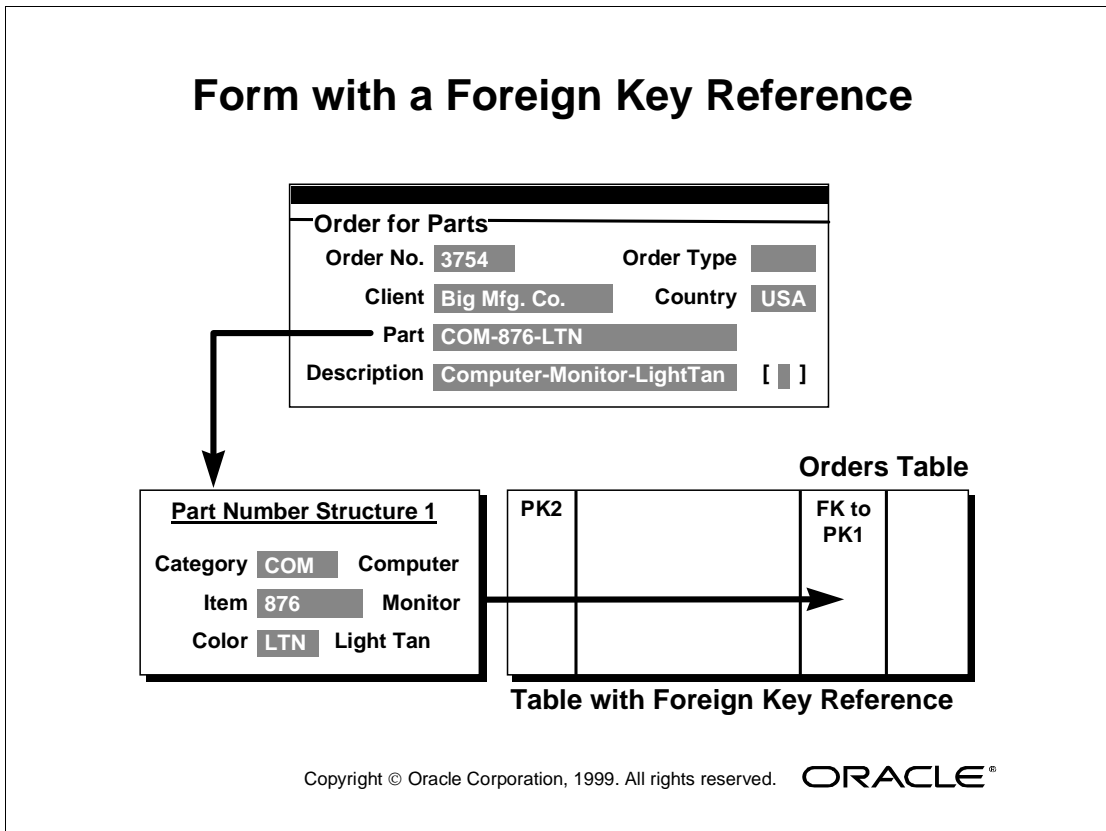 Form with a Foreign Key Reference
Order for Parts
Order No. 3754 Order Type
Client Big Mfg. Co. Country USA
Part COM-876-LTN
Description Computer-Monitor-LightTan [ ]
Orders Table
Part Number Structure 1
Category COM Computer
Item 876 Monitor
Color LTN Light Tan
PK2
FK to
PK1
Table with Foreign Key Reference
Copyright © Oracle Corporation, 1999. All rights reserved. ORACLE®